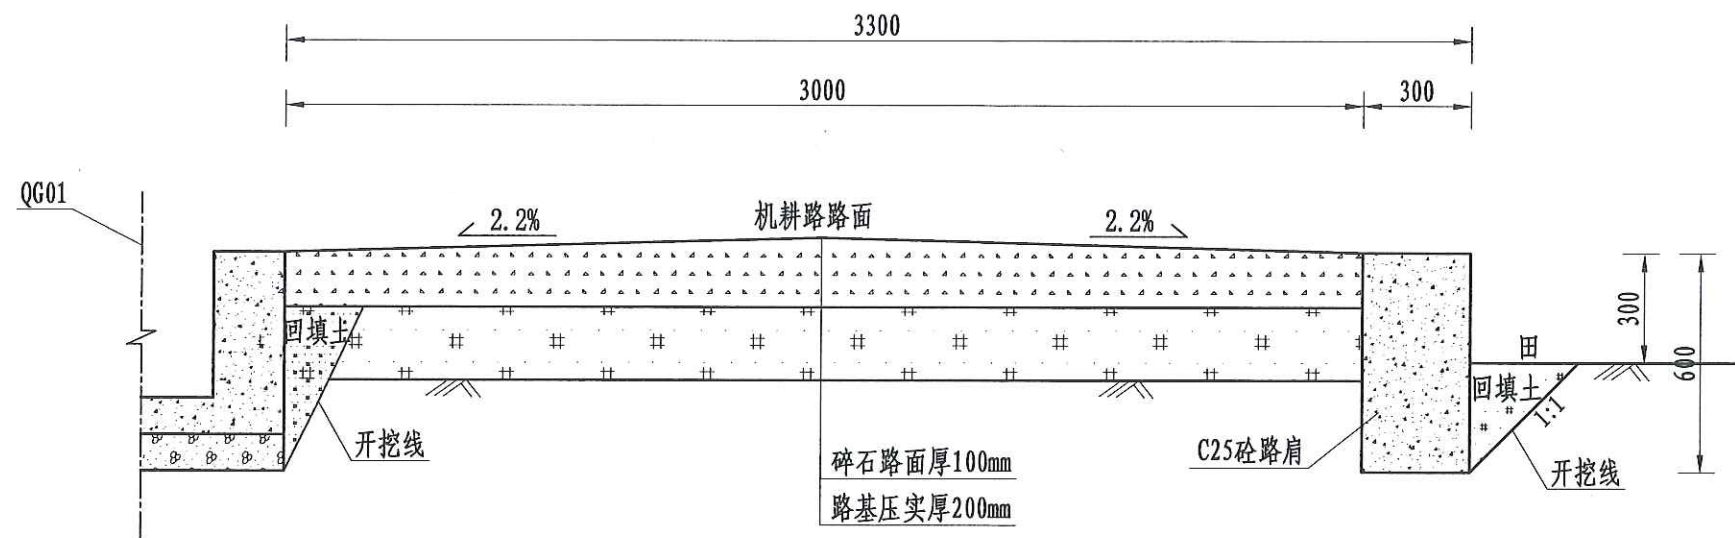 3300
3000
300
QG01
2.2%
机耕路路面
2.2%
300
回填土
田
600
回填土
1:1
开挖线
C25砼路肩
碎石路面厚100mm
开挖线
路基压实厚200mm